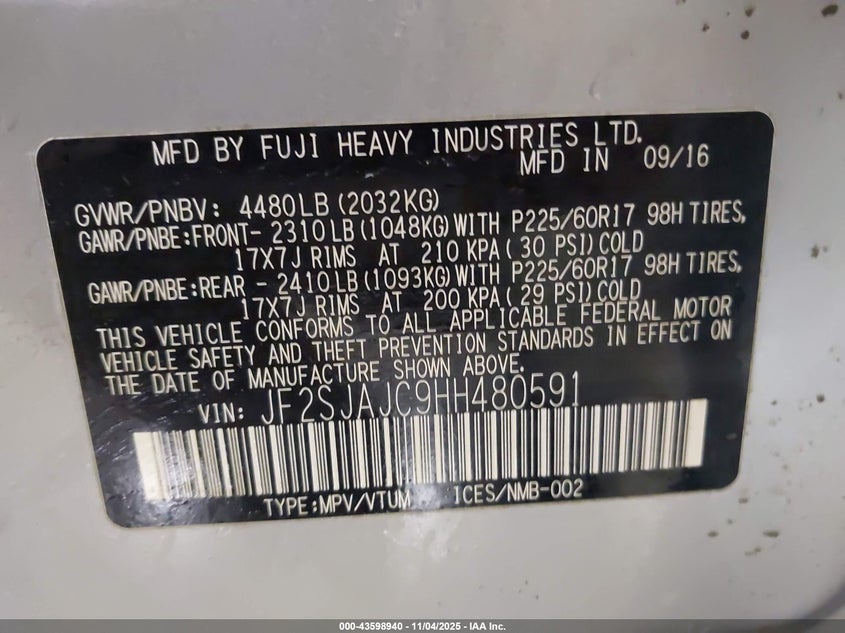 MFD BY FUJI HEAVY INDUSTRIES LTD.
MFD IN 09/16
GVWR/PNBV: 4480LB (2032KG)
GAWR/PNBE:FRONT- 2310 LB (1048KG) WITH P225/60R17 98H TIRES,
17X7J RIMS AT 210 KPA ( 30 PSI) COLD
GAWR/PNBE:REAR - 2410 LB (1093KG) WITH P225/60R17 98H TIRES,
17X7J RIMS AT 200 KPA ( 29 PSI) COLD
THIS VEHICLE CONFORMS TO ALL APPLICABLE FEDERAL MOTOR
VEHICLE SAFETY AND THEFT PREVENTION STANDARDS IN EFFECT ON
THE DATE OF MANUFACTURE SHOWN ABOVE.
VIN: JF2SJAJC9HH480591
TYPE:MPV/VTUM ICES/NMB-002
000-43598940 - 11/04/2025 - IAA Inc.